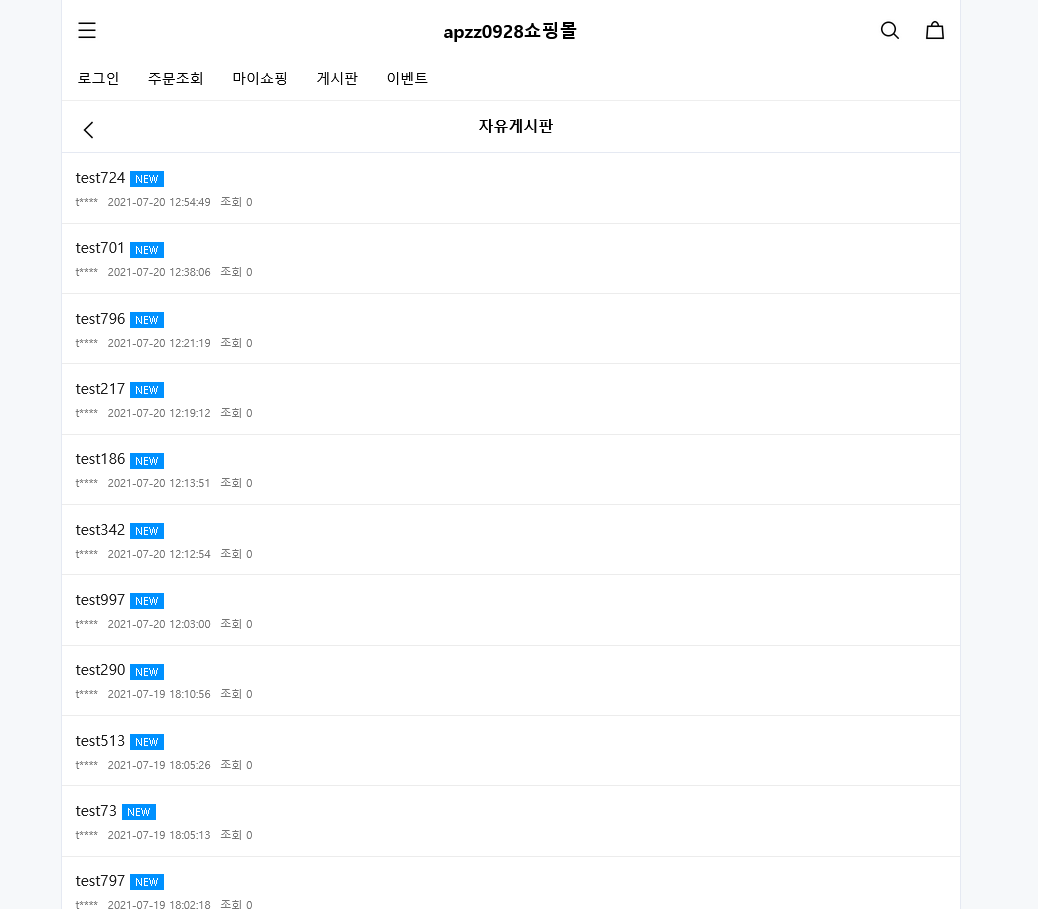 apzz0928쇼핑몰
로그인 주문조회 마이쇼핑 게시판 이벤트
자유게시판
test724 NEW
t**** 2021-07-20 12:54:49 조회 0
test701 NEW
t**** 2021-07-20 12:38:06 조회 0
test796 NEW
t**** 2021-07-20 12:21:19 조회 0
test217 NEW
t**** 2021-07-20 12:19:12 조회 0
test186 NEW
t**** 2021-07-20 12:13:51 조회 0
test342 NEW
t**** 2021-07-20 12:12:54 조회 0
test997 NEW
t**** 2021-07-20 12:03:00 조회 0
test290 NEW
t**** 2021-07-19 18:10:56 조회 0
test513 NEW
t**** 2021-07-19 18:05:26 조회 0
test73 NEW
t**** 2021-07-19 18:05:13 조회 0
test797 NEW
t**** 2021-07-19 18:02:18 조회 0